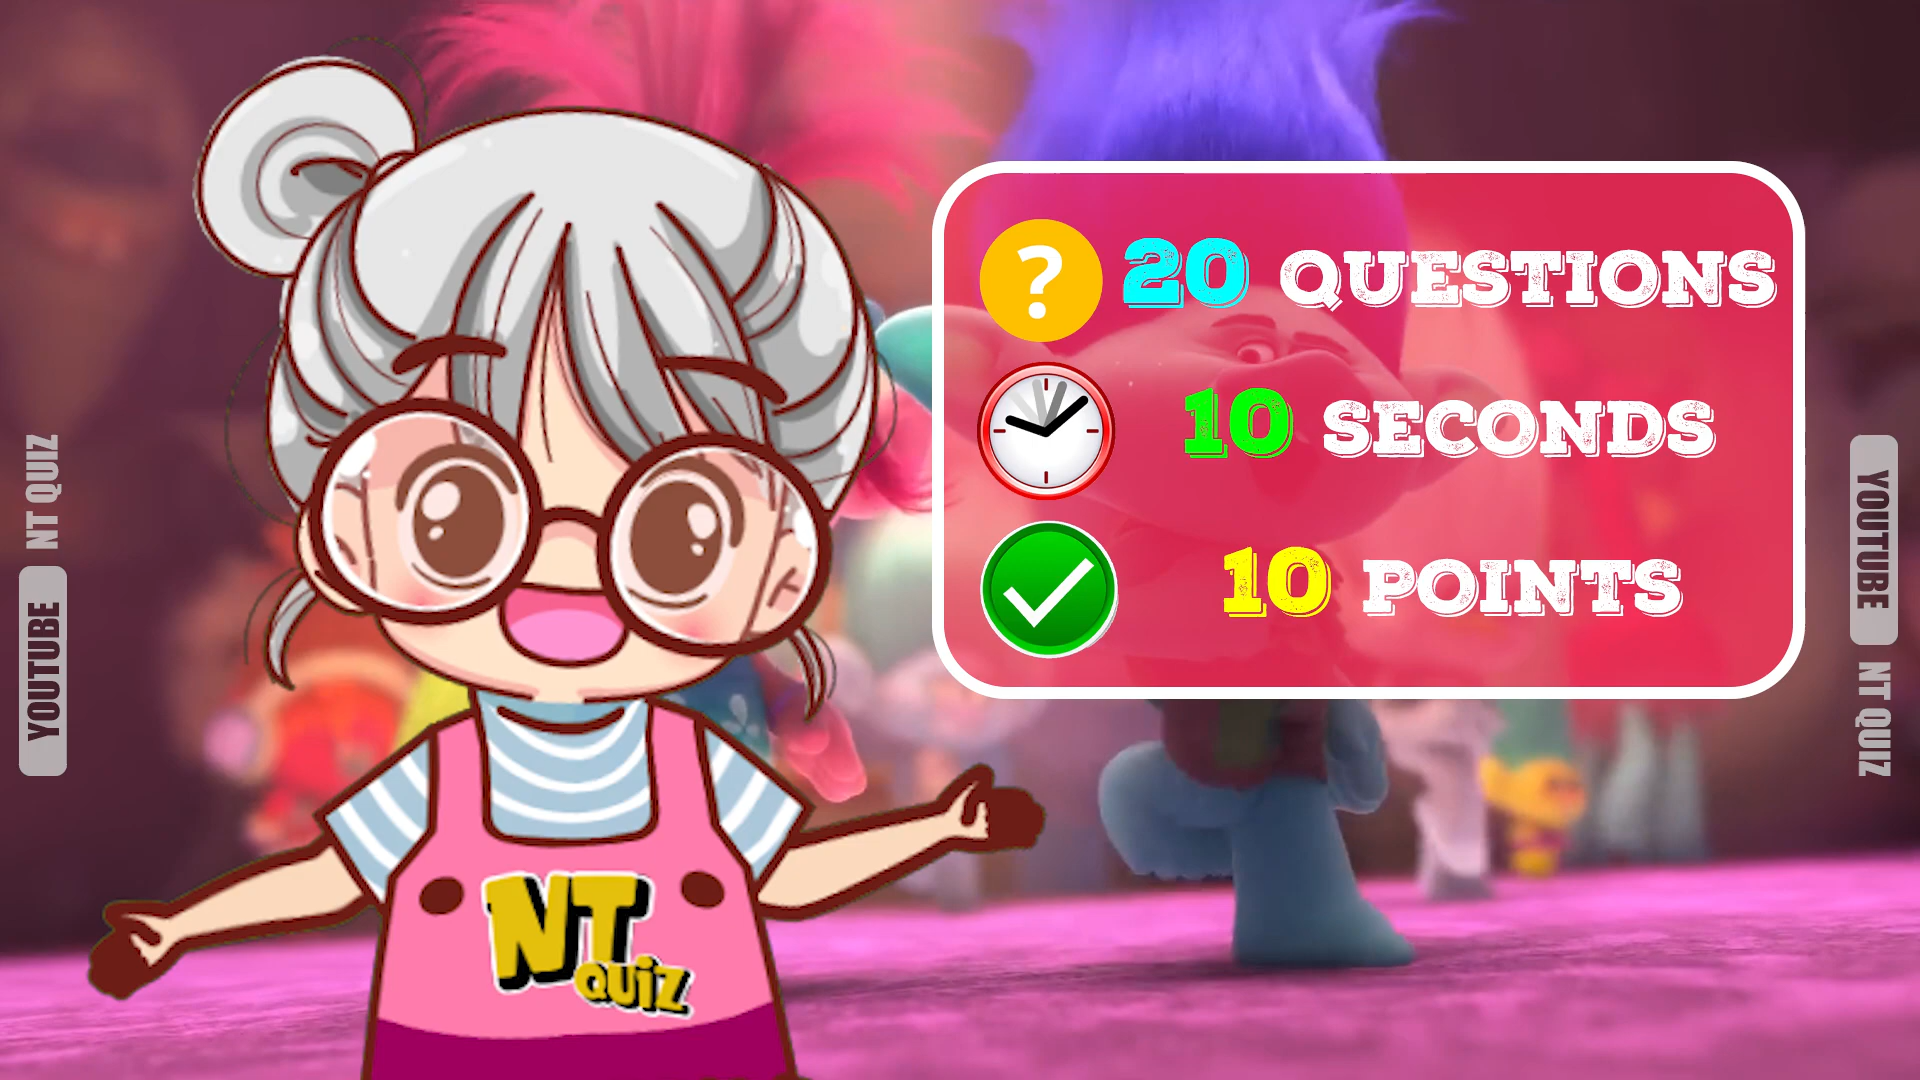 ? 20 QUESTIONS
10 SECONDS
10 POINTS
NT QUIZ
YOUTUBE NT QUIZ
YOUTUBE NT QUIZ